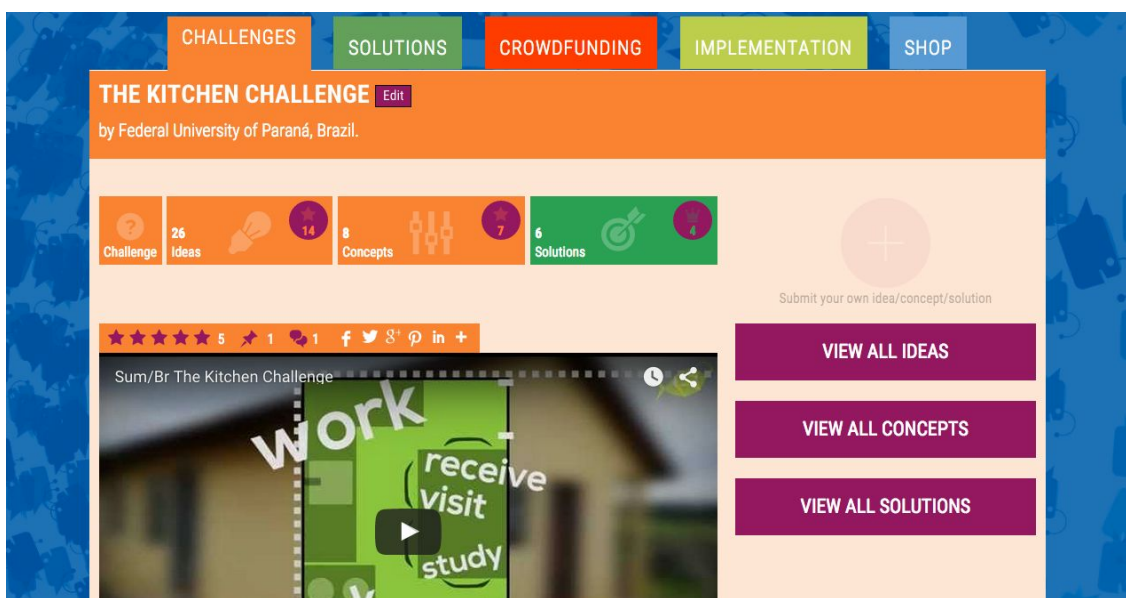 CHALLENGES
SOLUTIONS
CROWDFUNDING
IMPLEMENTATION
SHOP
THE KITCHEN CHALLENGE Edit
by Federal University of Paraná, Brazil.
?
Challenge
26
Ideas
14
8
Concepts
7
6
Solutions
4
Submit your own idea/concept/solution
5 1 1 f 8+ in +
Sum/Br The Kitchen Challenge
work
receive
visit
study
VIEW ALL IDEAS
VIEW ALL CONCEPTS
VIEW ALL SOLUTIONS